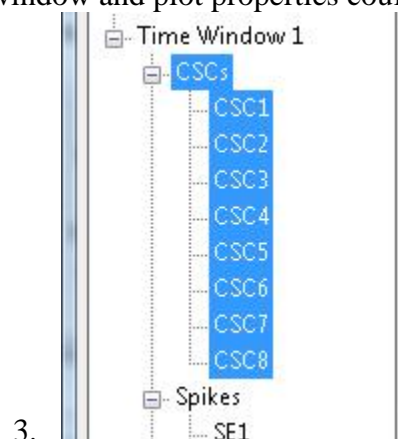 window and plot properties coul
Time Window 1
CSCs
CSC1
CSC2
CSC3
CSC4
CSC5
CSC6
CSC7
CSC8
Spikes
3.
SE1